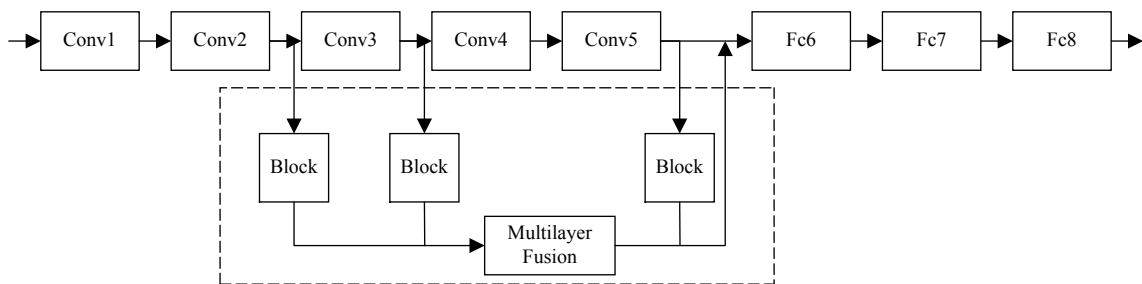 Conv1
Conv2
Conv3
Conv4
Conv5
Fc6
Fc7
Fc8
Block
Block
Block
Multilayer
Fusion